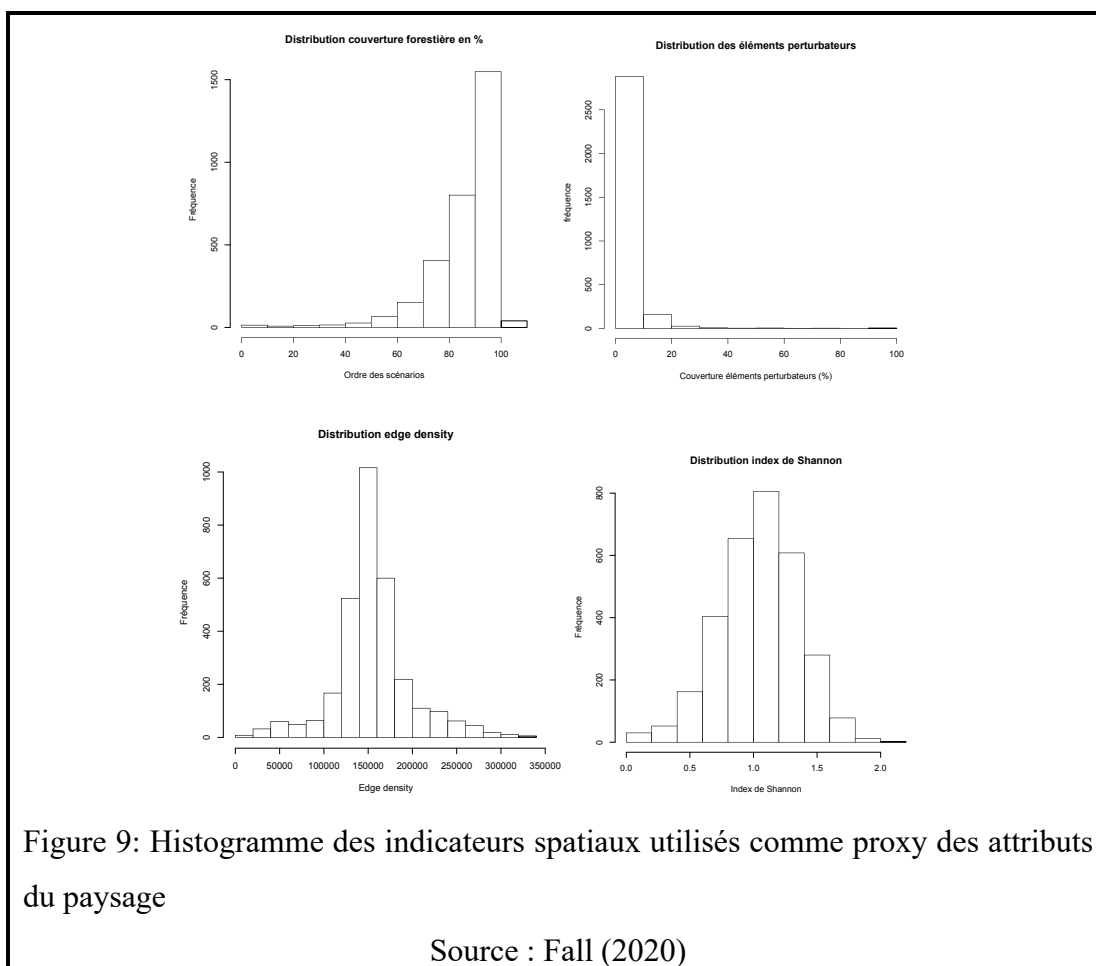 Distribution couverture forestière en %
Fréquence
0
500
1000
1500
0 20 40 60 80 100
Ordre des scénarios
Distribution des éléments perturbateurs
fréquence
0
500
1000
1500
2000
2500
0 20 40 60 80 100
Couverture éléments perturbateurs (%)
Distribution edge density
Fréquence
0
200
400
600
800
1000
0 50000 100000 150000 200000 250000 300000 350000
Edge density
Distribution index de Shannon
Fréquence
0
200
400
600
800
0.0 0.5 1.0 1.5 2.0
Index de Shannon
Figure 9: Histogramme des indicateurs spatiaux utilisés comme proxy des attributs
du paysage
Source : Fall (2020)